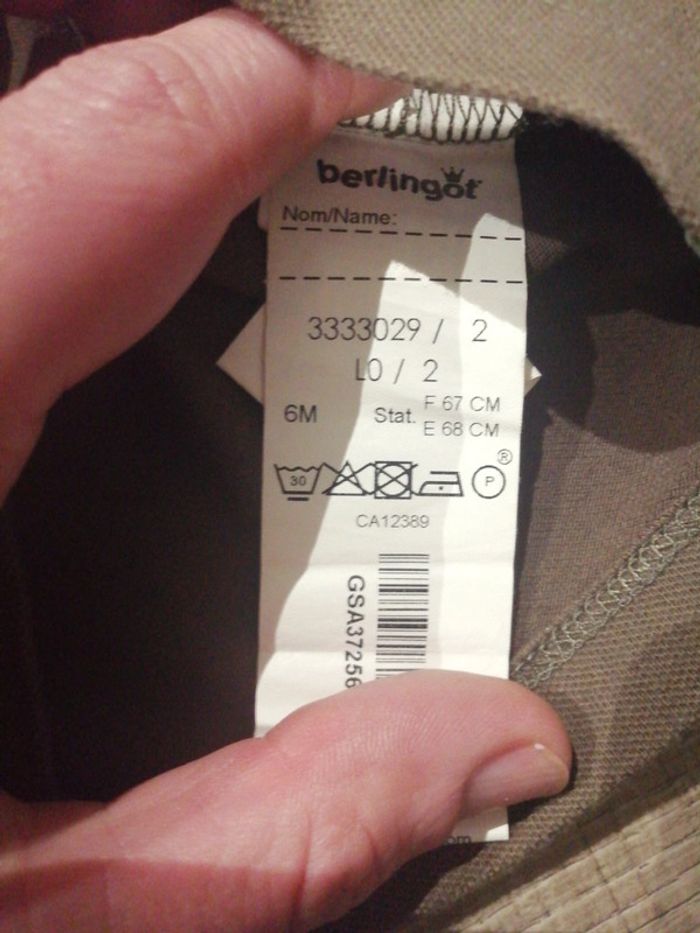 berlingot
Nom/Name:
3333029 / 2
L0 / 2
6M Stat. F 67 CM
E 68 CM
30 P ®
CA12389
GSA37256